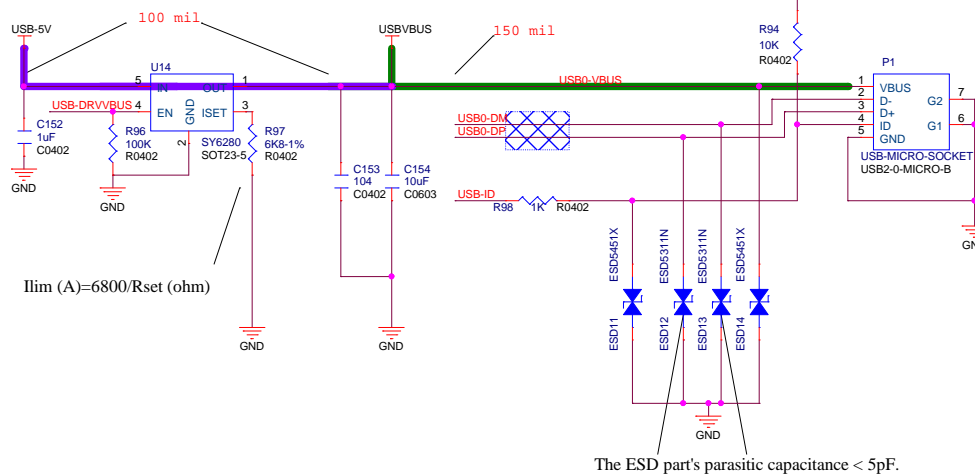 100 mil
USB-5V
USBVBUS
150 mil
R94
10K
R0402
U14
P1
5
IN
OUT
1
USB0-VBUS
1
VBUS
2
D-
3
D+
4
ID
5
GND
G2
7
G1
6
USB-DRVVBUS
4
EN
GND
ISET
3
2
USB0-DM
USB0-DP
C152
1uF
C0402
R96
100K
R0402
SY6280
SOT23-5
R97
6K8-1%
R0402
USB-MICRO-SOCKET
USB2-0-MICRO-B
GND
GND
C153
104
C0402
C154
10uF
C0603
USB-ID
R98
1K
R0402
GND
ESD5451X
ESD5311N
ESD5311N
ESD5451X
Ilim (A)=6800/Rset (ohm)
ESD11
ESD12
ESD13
ESD14
GND
GND
GND
The ESD part's parasitic capacitance < 5pF.